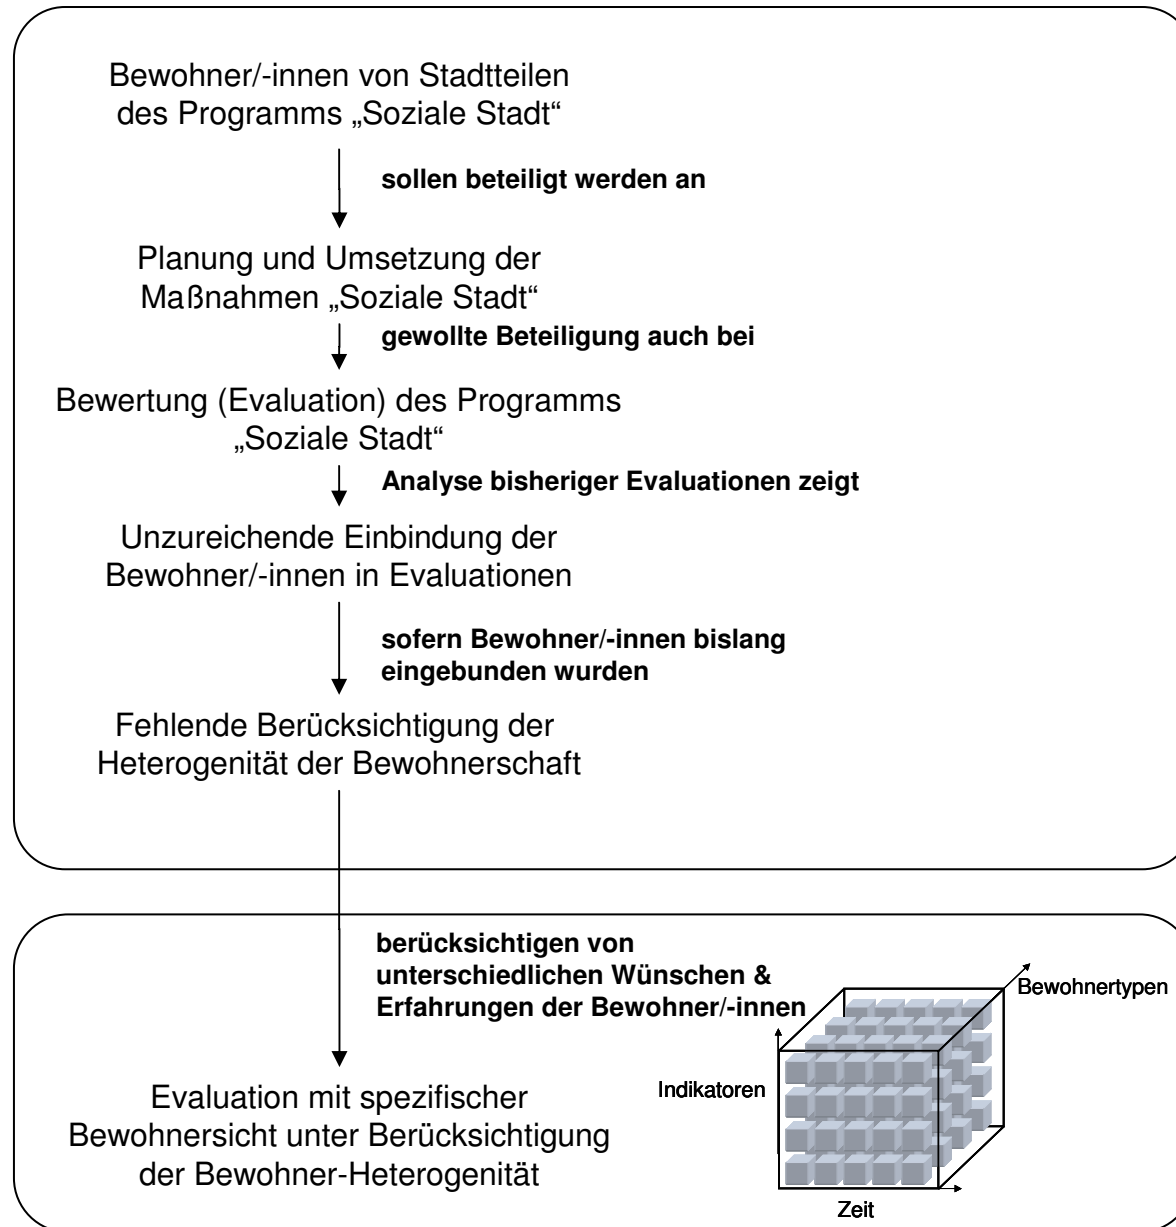 Bewohner/-innen von Stadtteilen
des Programms „Soziale Stadt“
sollen beteiligt werden an
Planung und Umsetzung der
Maßnahmen „Soziale Stadt“
gewollte Beteiligung auch bei
Bewertung (Evaluation) des Programms
„Soziale Stadt“
Analyse bisheriger Evaluationen zeigt
Unzureichende Einbindung der
Bewohner/-innen in Evaluationen
sofern Bewohner/-innen bislang
eingebunden wurden
Fehlende Berücksichtigung der
Heterogenität der Bewohnerschaft
berücksichtigen von
unterschiedlichen Wünschen &
Erfahrungen der Bewohner/-innen
Evaluation mit spezifischer
Bewohnersicht unter Berücksichtigung
der Bewohner-Heterogenität
Bewohnertypen
Indikatoren
Zeit